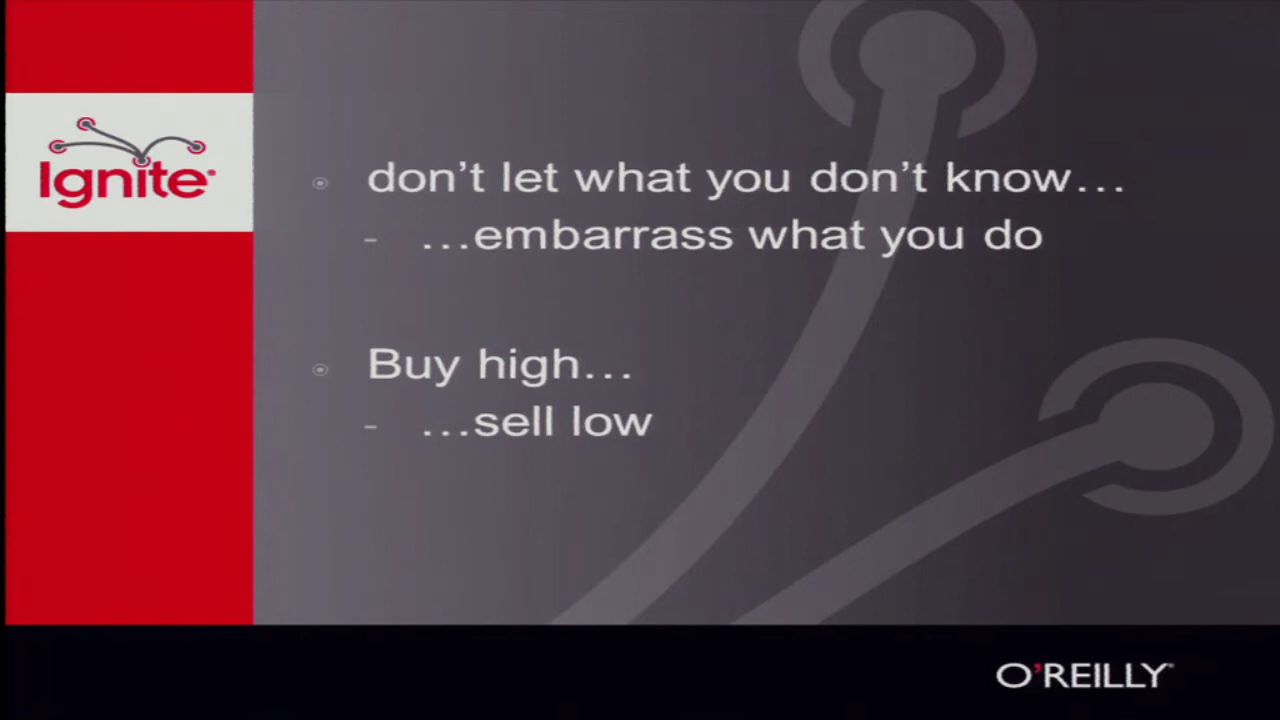 Ignite
don't let what you don't know…
- …embarrass what you do
Buy high…
- …sell low
O'REILLY